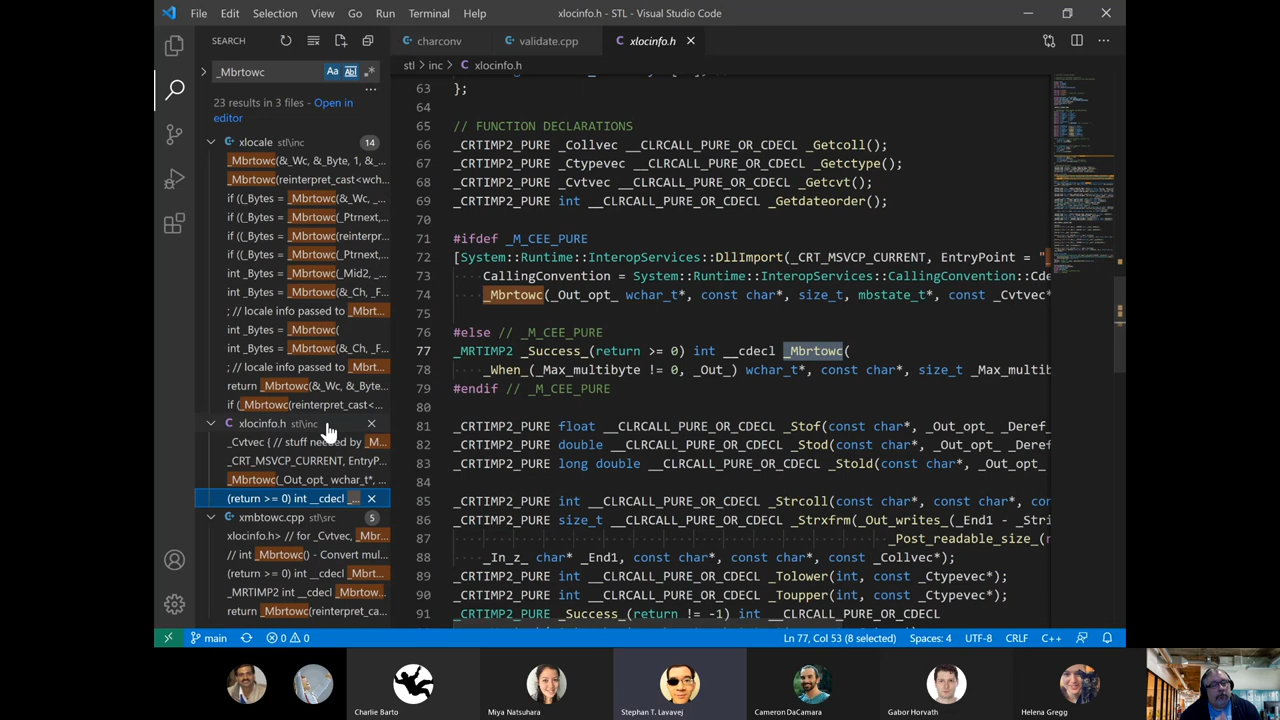 File Edit Selection View Go Run Terminal Help xlocinfo.h - STL - Visual Studio Code
SEARCH
charconv validate.cpp xlocinfo.h
_Mbrtowc Aa
stl > inc > xlocinfo.h
23 results in 3 files - Open in
editor
xlocale stl\inc 14
_Mbrtowc(&_Wc, &_Byte, 1, &_...
_Mbrtowc(reinterpret_cast<...
if ((_Bytes = _Mbrtowc(&_Wc...
if ((_Bytes = _Mbrtowc(_Ptrnext,...
if ((_Bytes = _Mbrtowc(rein...
if ((_Bytes = _Mbrtowc(_Ptrnext,...
int _Bytes = _Mbrtowc(_Mid2, ...
int _Bytes = _Mbrtowc(&_Ch, _F...
; // locale info passed to _Mbrt...
int _Bytes = _Mbrtowc(
int _Bytes = _Mbrtowc(&_Ch, _F...
; // locale info passed to _Mbrt...
return _Mbrtowc(&_Wc, &_Byte...
if (_Mbrtowc(reinterpret_cast<...
xlocinfo.h stl\inc
_Cvtvec { // stuff needed by _M...
_CRT_MSVCP_CURRENT, EntryP...
_Mbrtowc(_Out_opt_ wchar_t*, ...
(return >= 0) int __cdecl _...
xmbtowc.cpp stl\src 5
xlocinfo.h> // for _Cvtvec, _Mbr...
// int _Mbrtowc() - Convert mul...
(return >= 0) int __cdecl _Mbrt...
_MRTIMP2 int __cdecl _Mbrtow...
return _Mbrtowc(reinterpret_ca...
63 };
64
65 // FUNCTION DECLARATIONS
66 _CRTIMP2_PURE _Collvec __CLRCALL_PURE_OR_CDECL _Getcoll();
67 _CRTIMP2_PURE _Ctypevec __CLRCALL_PURE_OR_CDECL _Getctype();
68 _CRTIMP2_PURE _Cvtvec __CLRCALL_PURE_OR_CDECL _Getcvt();
69 _CRTIMP2_PURE int __CLRCALL_PURE_OR_CDECL _Getdateorder();
70
71 #ifdef _M_CEE_PURE
72 [System::Runtime::InteropServices::DllImport(_CRT_MSVCP_CURRENT, EntryPoint = "
73 CallingConvention = System::Runtime::InteropServices::CallingConvention::Cde
74 _Mbrtowc(_Out_opt_ wchar_t*, const char*, size_t, mbstate_t*, const _Cvtvec*
75
76 #else // _M_CEE_PURE
77 _MRTIMP2 _Success_(return >= 0) int __cdecl _Mbrtowc(
78 _When_(_Max_multibyte != 0, _Out_) wchar_t*, const char*, size_t _Max_multib
79 #endif // _M_CEE_PURE
80
81 _CRTIMP2_PURE float __CLRCALL_PURE_OR_CDECL _Stof(const char*, _Out_opt_ _Deref_
82 _CRTIMP2_PURE double __CLRCALL_PURE_OR_CDECL _Stod(const char*, _Out_opt_ _Deref
83 _CRTIMP2_PURE long double __CLRCALL_PURE_OR_CDECL _Stold(const char*, _Out_opt_
84
85 _CRTIMP2_PURE int __CLRCALL_PURE_OR_CDECL _Strcoll(const char*, const char*, con
86 _CRTIMP2_PURE size_t __CLRCALL_PURE_OR_CDECL _Strxfrm(_Out_writes_(_End1 - _Stri
87 _Post_readable_size_(r
88 _In_z_ char* _End1, const char*, const char*, const _Collvec*);
89 _CRTIMP2_PURE int __CLRCALL_PURE_OR_CDECL _Tolower(int, const _Ctypevec*);
90 _CRTIMP2_PURE int __CLRCALL_PURE_OR_CDECL _Toupper(int, const _Ctypevec*);
91 _CRTIMP2_PURE _Success_(return != -1) int __CLRCALL_PURE_OR_CDECL
main 0 0 Ln 77, Col 53 (8 selected) Spaces: 4 UTF-8 CRLF C++
Charlie Barto Miya Natsuhara Stephan T. Lavavej Cameron DaCamara Gabor Horvath Helena Gregg